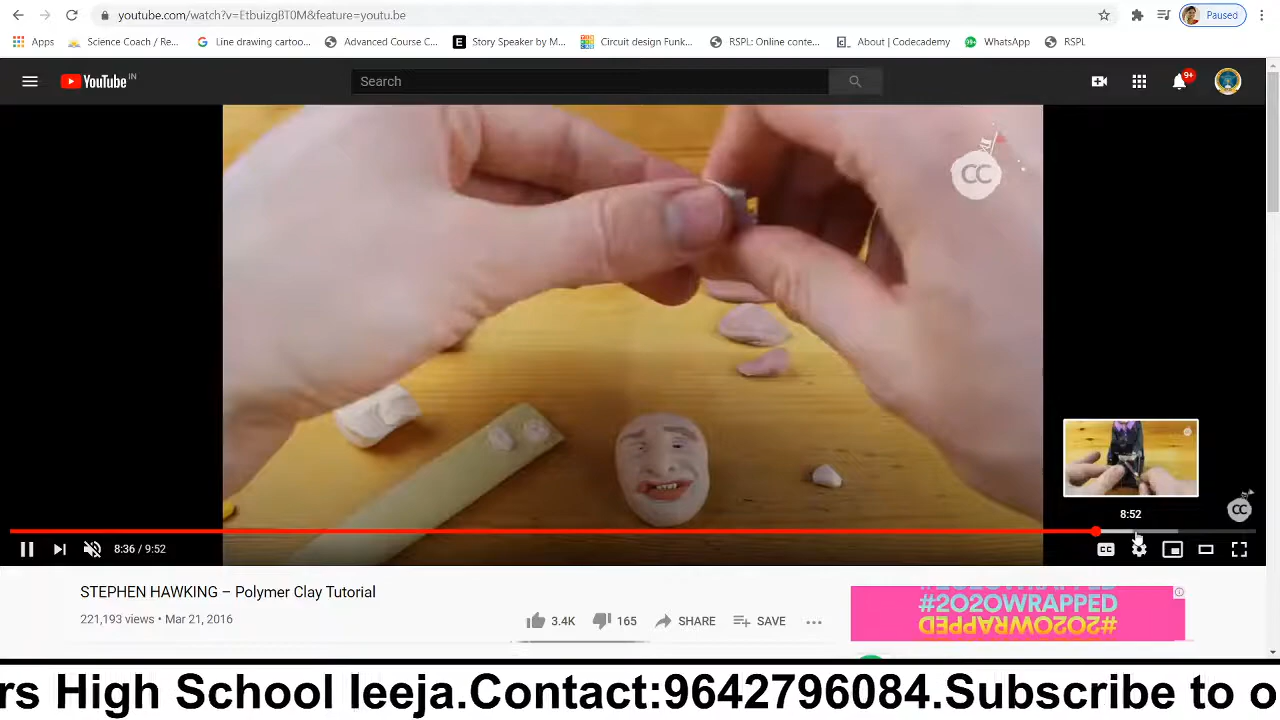 youtube.com/watch?v=EtbuizgBT0M&feature=youtu.be
Paused
Apps Science Coach / Re... Line drawing cartoo... Advanced Course C... Story Speaker by M... Circuit design Funk... RSPL: Online conte... About | Codecademy WhatsApp RSPL
YouTube IN
Search
9+
CC
8:52
CC
8:36 / 9:52
CC
STEPHEN HAWKING – Polymer Clay Tutorial
221,193 views • Mar 21, 2016
3.4K 165 SHARE SAVE
#2020WRAPPED
#2020WRAPPED
#2020WRAPPED
rs High School Ieeja.Contact:9642796084.Subscribe to o